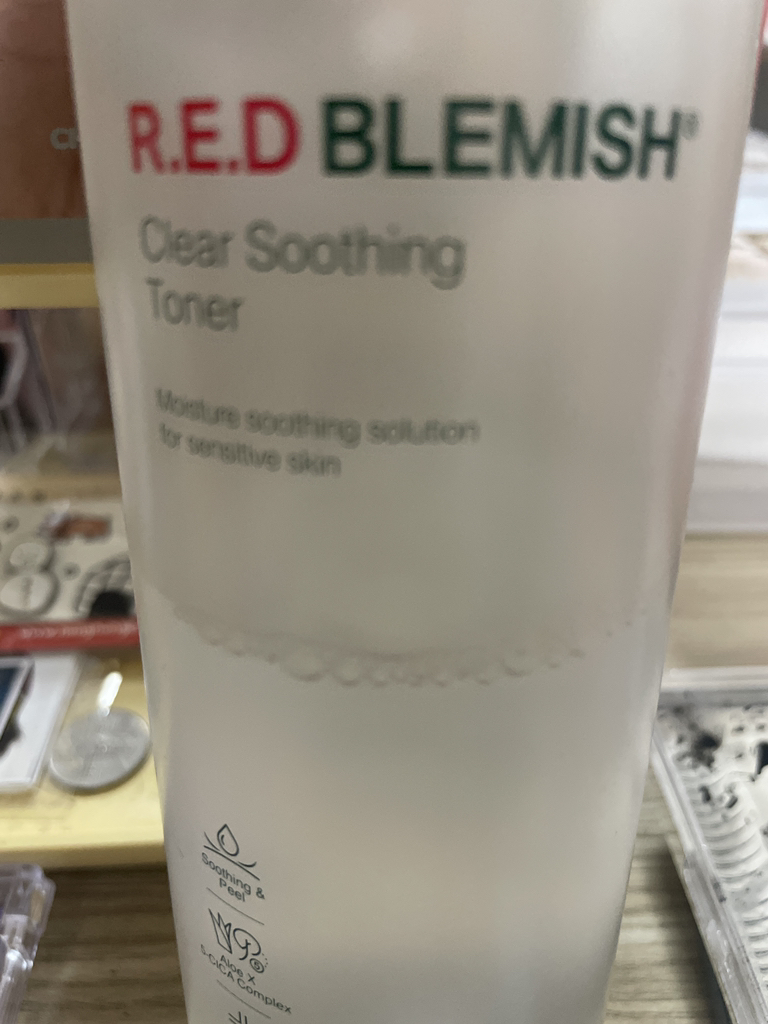 R.E.D BLEMISH®
Clear Soothing
Toner
Moisture soothing solution
for sensitive skin
Soothing &
Peel
Aloe X
5-CICA Complex